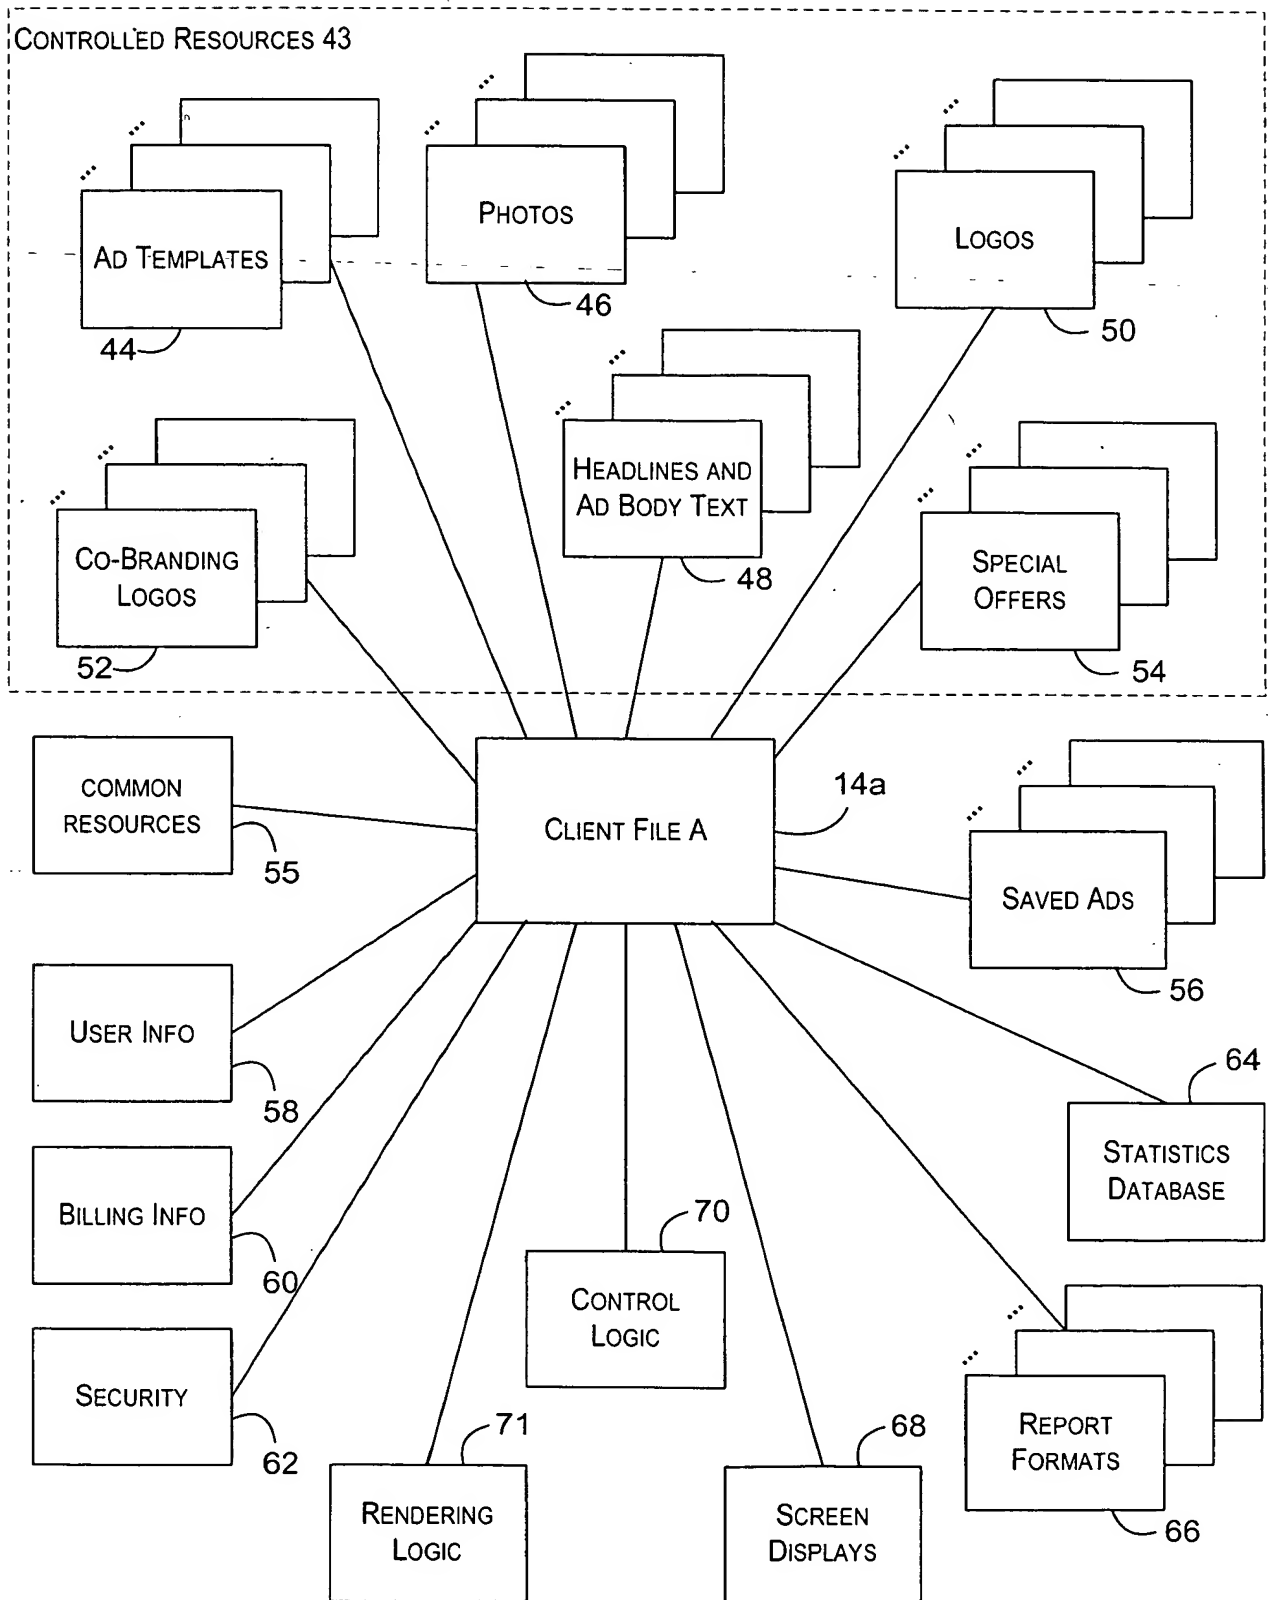 CONTROLLED RESOURCES 43
AD TEMPLATES
44
PHOTOS
46
LOGOS
50
HEADLINES AND
AD BODY TEXT
48
CO-BRANDING
LOGOS
52
SPECIAL
OFFERS
54
COMMON
RESOURCES
55
CLIENT FILE A
14a
SAVED ADS
56
USER INFO
58
64
STATISTICS
DATABASE
BILLING INFO
60
70
CONTROL
LOGIC
SECURITY
62
71
RENDERING
LOGIC
68
SCREEN
DISPLAYS
REPORT
FORMATS
66